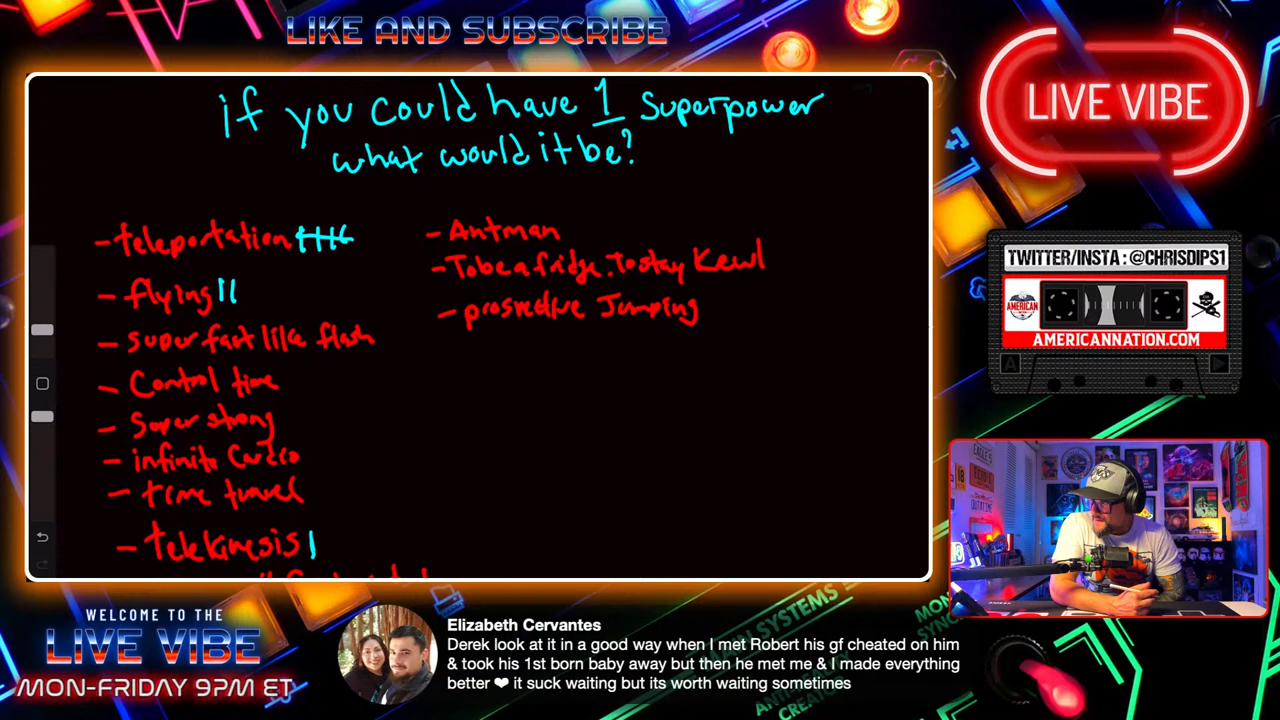 LIKE AND SUBSCRIBE
if you could have 1 Superpower
what would it be?
- teleportation
- flying
- super fast like flash
- Control time
- Super strong
- infinite
- time travel
- telekinesis
- Antman
- To be a fridge. To stay Kewl
- Jumping
LIVE VIBE
TWITTER/INSTA : @CHRISDIPS1
AMERICAN
AMERICANNATION.COM
WELCOME TO THE
LIVE VIBE
MON-FRIDAY 9PM ET
Elizabeth Cervantes
Derek look at it in a good way when I met Robert his gf cheated on him
& took his 1st born baby away but then he met me & I made everything
better ❤ it suck waiting but its worth waiting sometimes
SYSTEMS